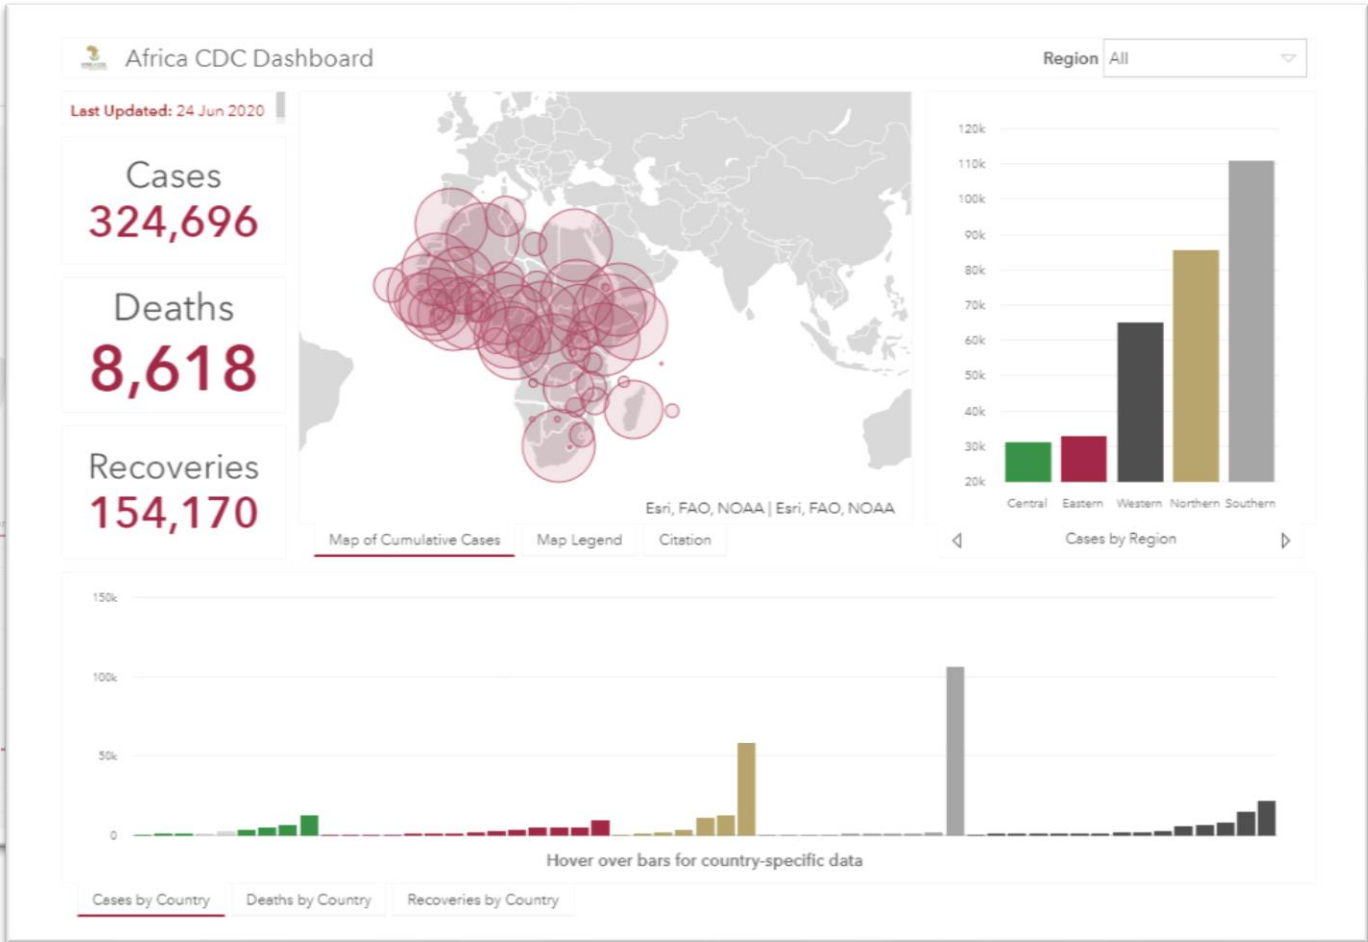 Africa CDC Dashboard
Region All
Last Updated: 24 Jun 2020
Cases
324,696
Deaths
8,618
Recoveries
154,170
Esri, FAO, NOAA | Esri, FAO, NOAA
Map of Cumulative Cases
Map Legend
Citation
120k
110k
100k
90k
80k
70k
60k
50k
40k
30k
20k
Central Eastern Western Northern Southern
Cases by Region
150k
100k
50k
0
Hover over bars for country-specific data
Cases by Country
Deaths by Country
Recoveries by Country